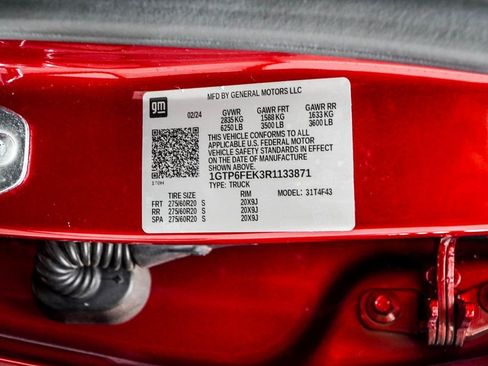 gm
MFD BY GENERAL MOTORS LLC
02/24 GVWR GAWR FRT GAWR RR
2835 KG 1588 KG 1633 KG
6250 LB 3500 LB 3600 LB
THIS VEHICLE CONFORMS TO ALL
APPLICABLE U.S. FEDERAL MOTOR
VEHICLE SAFETY STANDARDS IN EFFECT
ON THE DATE OF MANUFACTURE
SHOWN ABOVE.
1GTP6FEK3R1133871
TYPE: TRUCK
TIRE SIZE RIM MODEL: 31T4F43
FRT 275/60R20 S 20X9J
RR 275/60R20 S 20X9J
SPA 275/60R20 S 20X9J